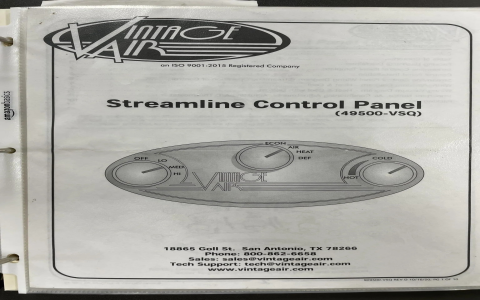 VINTAGE
AIR
an ISO 9001-2015 Registered Company
Streamline Control Panel
(49500-VSQ)
OFF LO MED HI
ECON AIR HEAT DEF
COLD HOT
VINTAGE
AIR
18865 Goll St. San Antonio, TX 78266
Phone: 800-862-6658
Sales: sales@vintageair.com
Tech Support: tech@vintageair.com
www.vintageair.com
amazonbasics